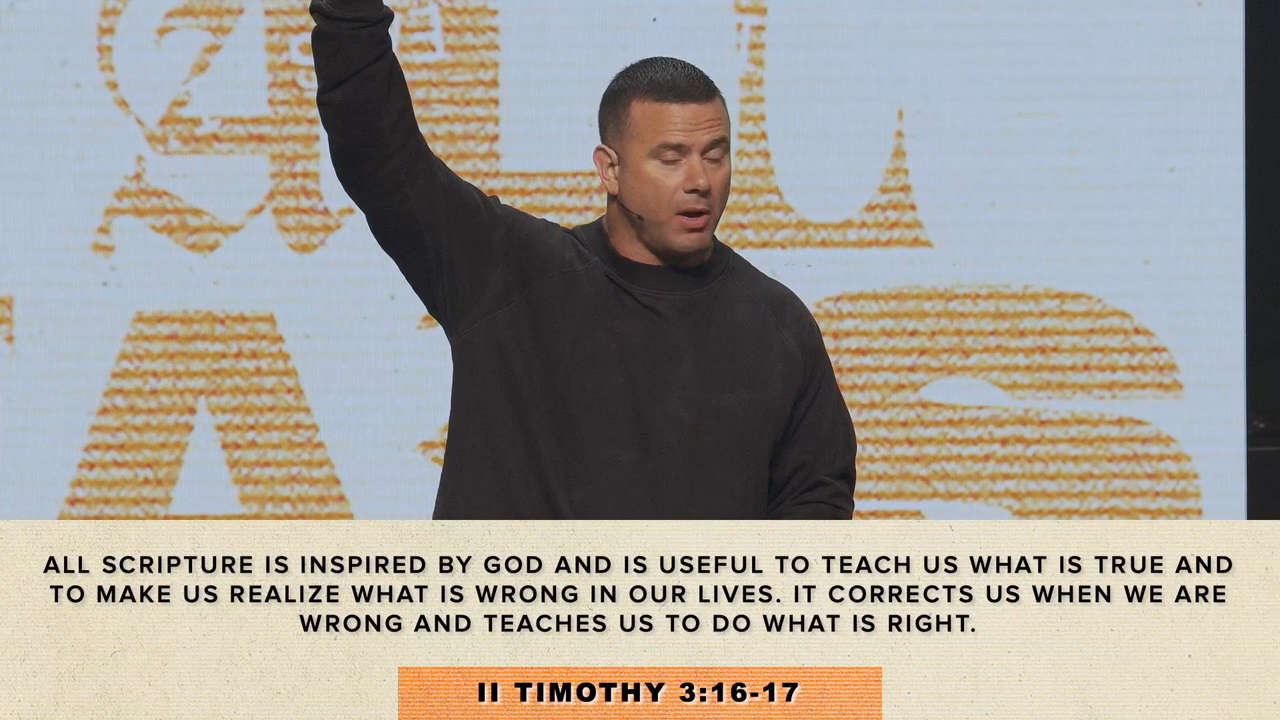 ALL SCRIPTURE IS INSPIRED BY GOD AND IS USEFUL TO TEACH US WHAT IS TRUE AND
TO MAKE US REALIZE WHAT IS WRONG IN OUR LIVES. IT CORRECTS US WHEN WE ARE
WRONG AND TEACHES US TO DO WHAT IS RIGHT.
II TIMOTHY 3:16-17